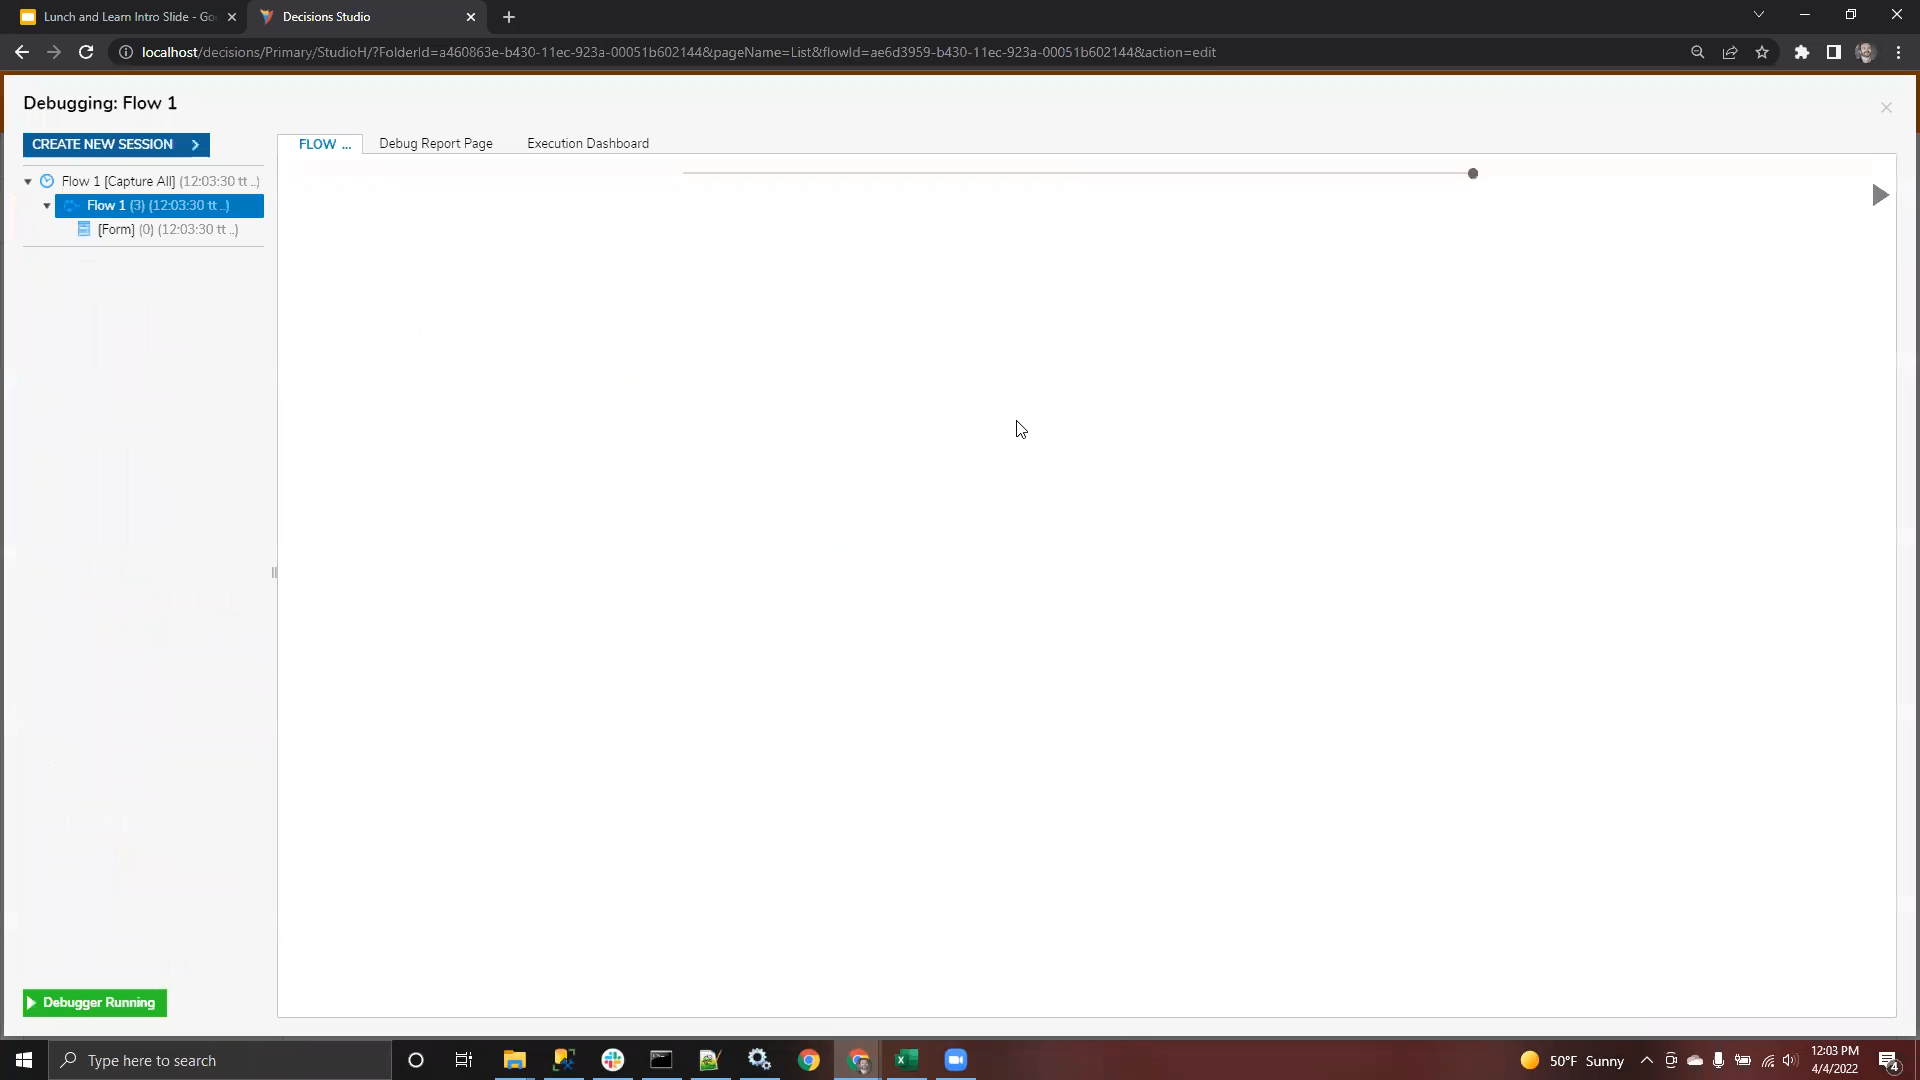 Lunch and Learn Intro Slide - Go
Decisions Studio
localhost/decisions/Primary/StudioH/?FolderId=a460863e-b430-11ec-923a-00051b602144&pageName=List&flowId=ae6d3959-b430-11ec-923a-00051b602144&action=edit
Debugging: Flow 1
CREATE NEW SESSION
FLOW ...
Debug Report Page
Execution Dashboard
Flow 1 [Capture All] (12:03:30 tt ..)
Flow 1 (3) (12:03:30 tt ..)
[Form] (0) (12:03:30 tt ..)
Debugger Running
Type here to search
50°F Sunny
12:03 PM
4/4/2022
4